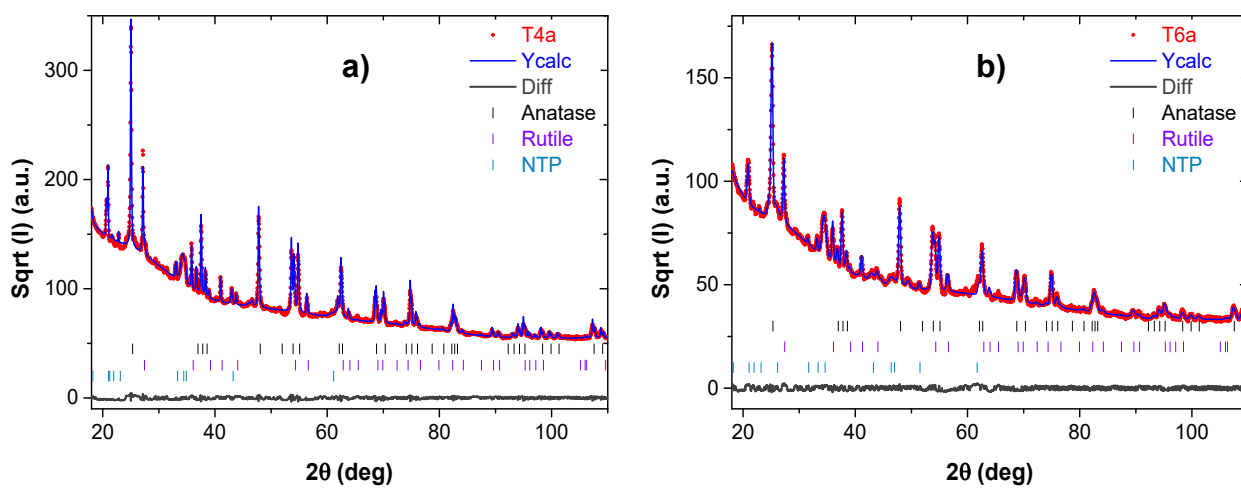 a)
T4a
Ycalc
Diff
Anatase
Rutile
NTP
Sqrt (I) (a.u.)
300
200
100
0
20 40 60 80 100
2θ (deg)
b)
T6a
Ycalc
Diff
Anatase
Rutile
NTP
Sqrt (I) (a.u.)
150
100
50
0
20 40 60 80 100
2θ (deg)